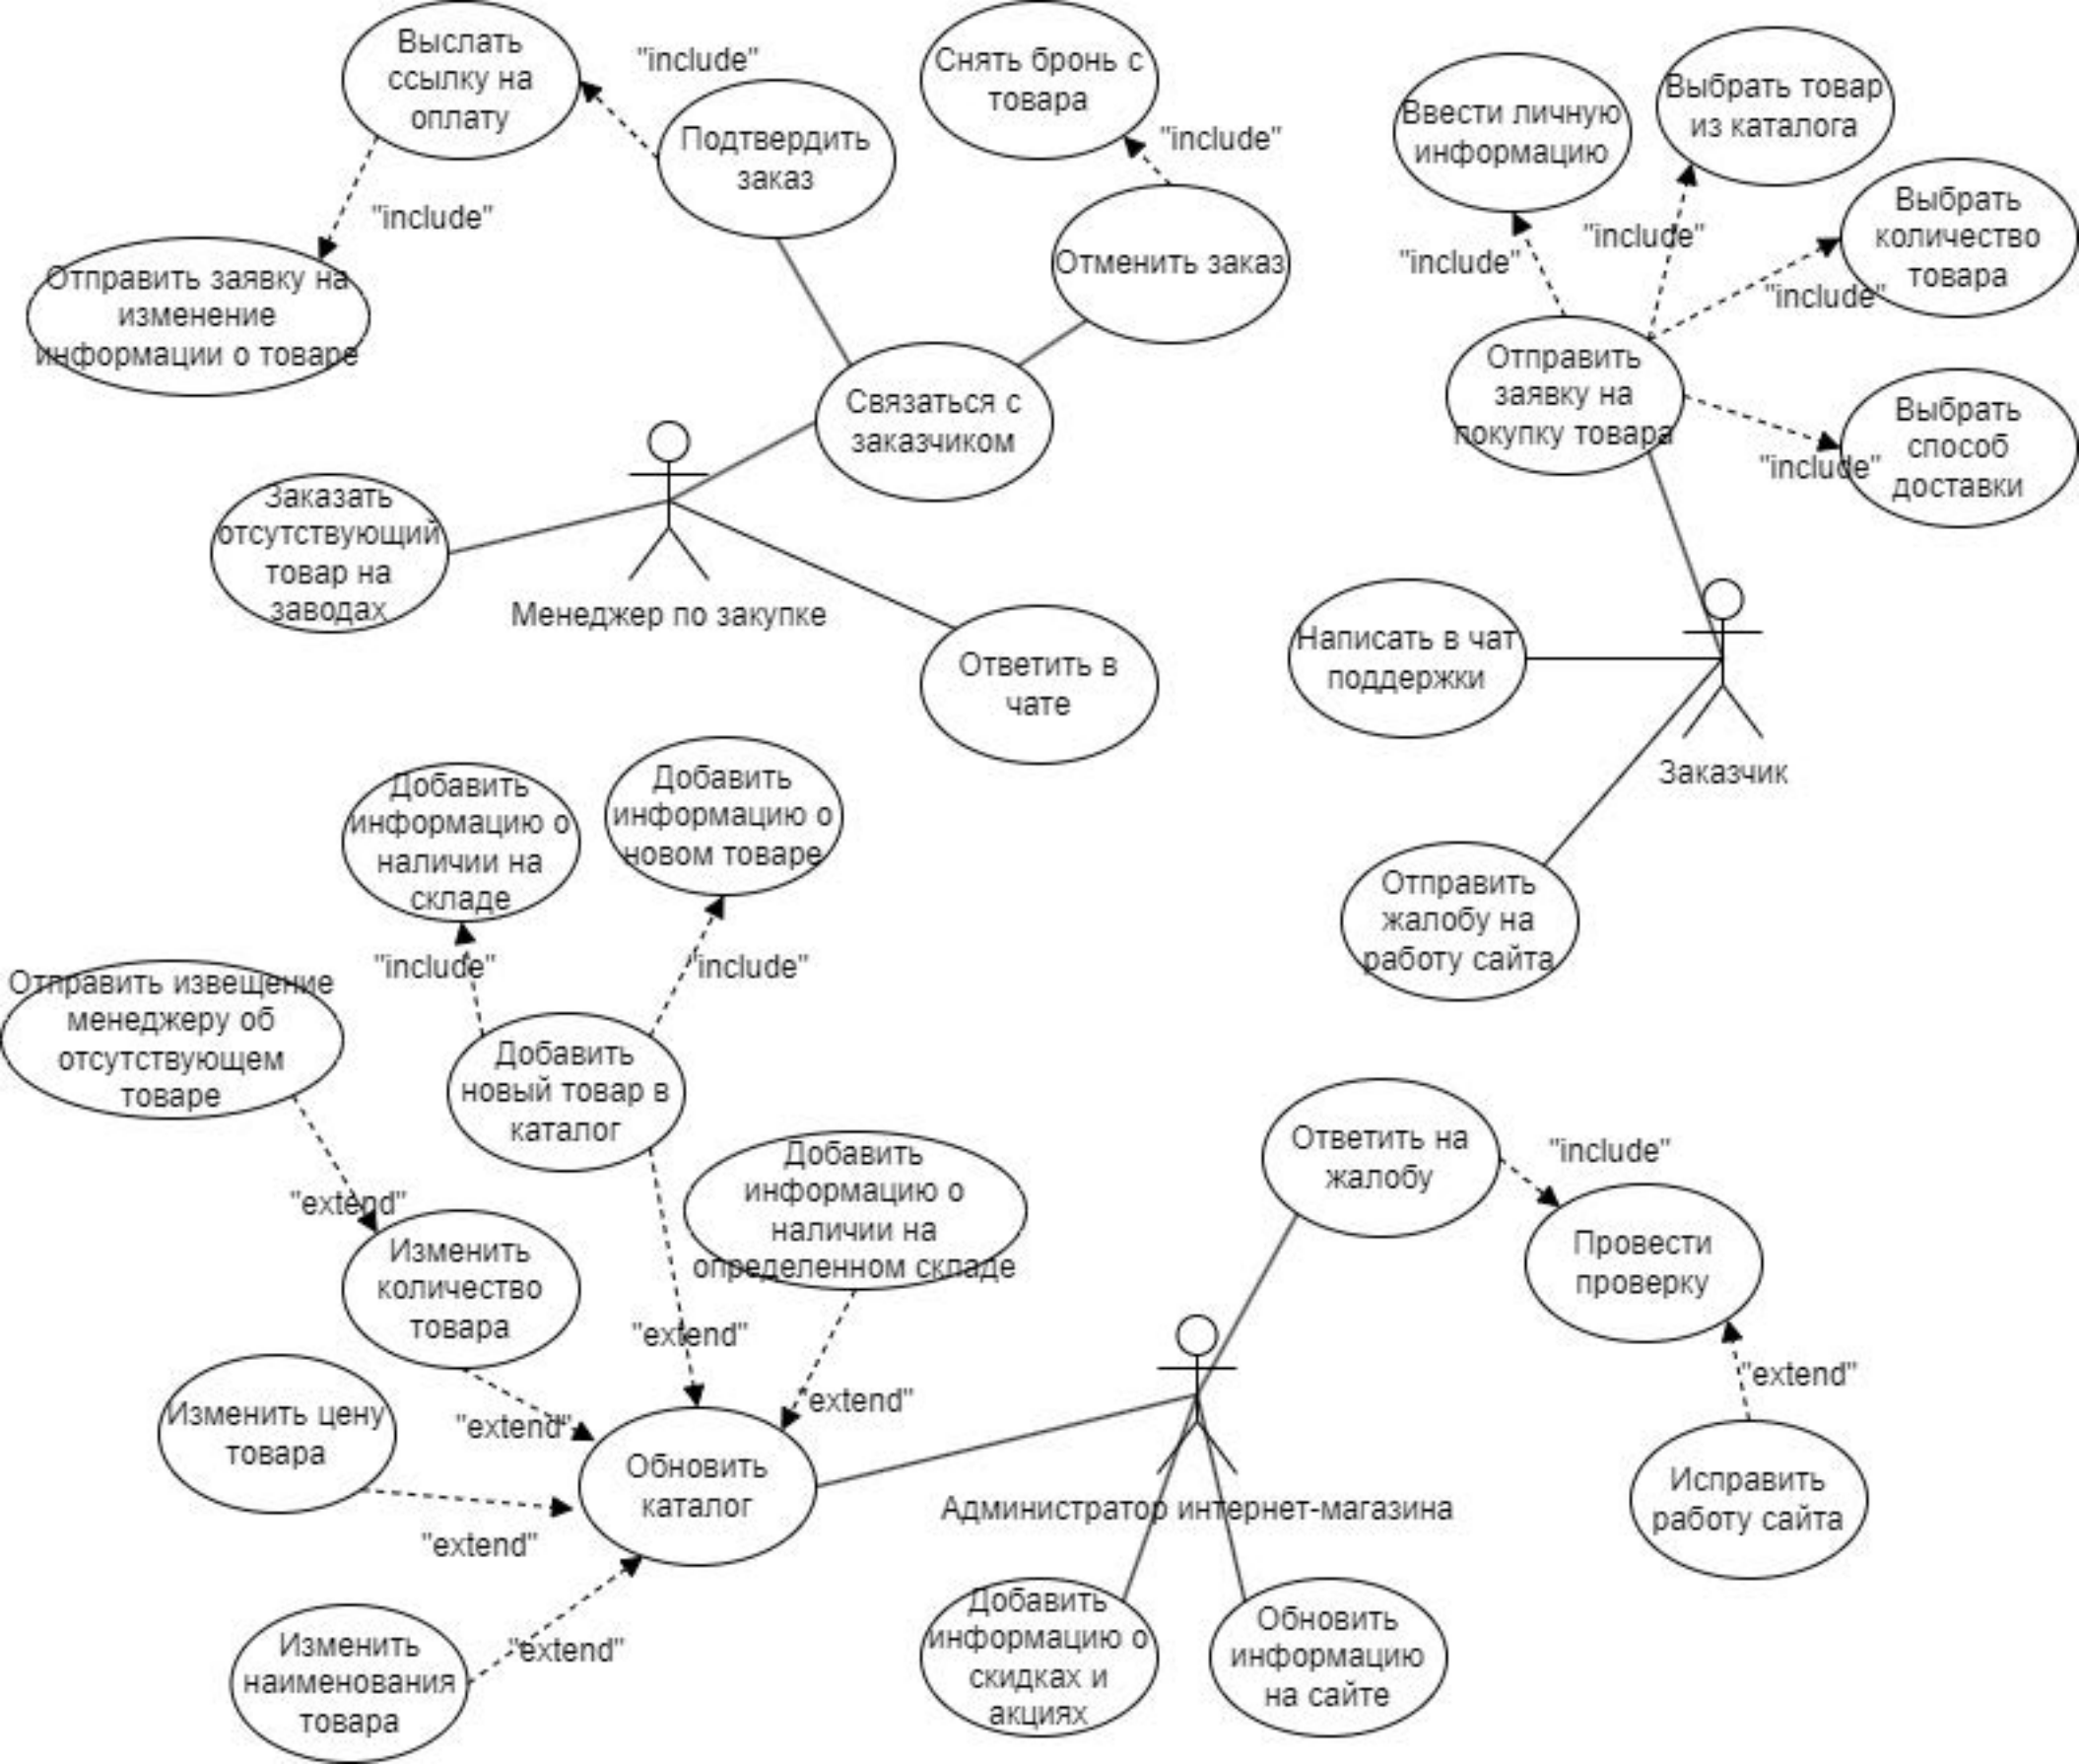 Выслать
ссылку на
оплату
"include"
Подтвердить
заказ
Снять бронь с
товара
"include"
Отменить заказ
"include"
Отправить заявку на
изменение
информации о товаре
Связаться с
заказчиком
Заказать
отсутствующий
товар на
заводах
Менеджер по закупке
Ответить в
чате
Ввести личную
информацию
Выбрать товар
из каталога
Выбрать
количество
товара
"include"
"include"
"include"
Отправить
заявку на
покупку товара
Выбрать
способ
доставки
"include"
Написать в чат
поддержки
Заказчик
Отправить
жалобу на
работу сайта
Добавить
информацию о
наличии на
складе
Добавить
информацию о
новом товаре
"include"
"include"
Отправить извещение
менеджеру об
отсутствующем
товаре
Добавить
новый товар в
каталог
Добавить
информацию о
наличии на
определенном складе
"extend"
Изменить
количество
товара
"extend"
"extend"
"extend"
Изменить цену
товара
Обновить
каталог
"extend"
Изменить
наименования
товара
"extend"
Ответить на
жалобу
"include"
Провести
проверку
"extend"
Исправить
работу сайта
Администратор интернет-магазина
Добавить
информацию о
скидках и
акциях
Обновить
информацию
на сайте